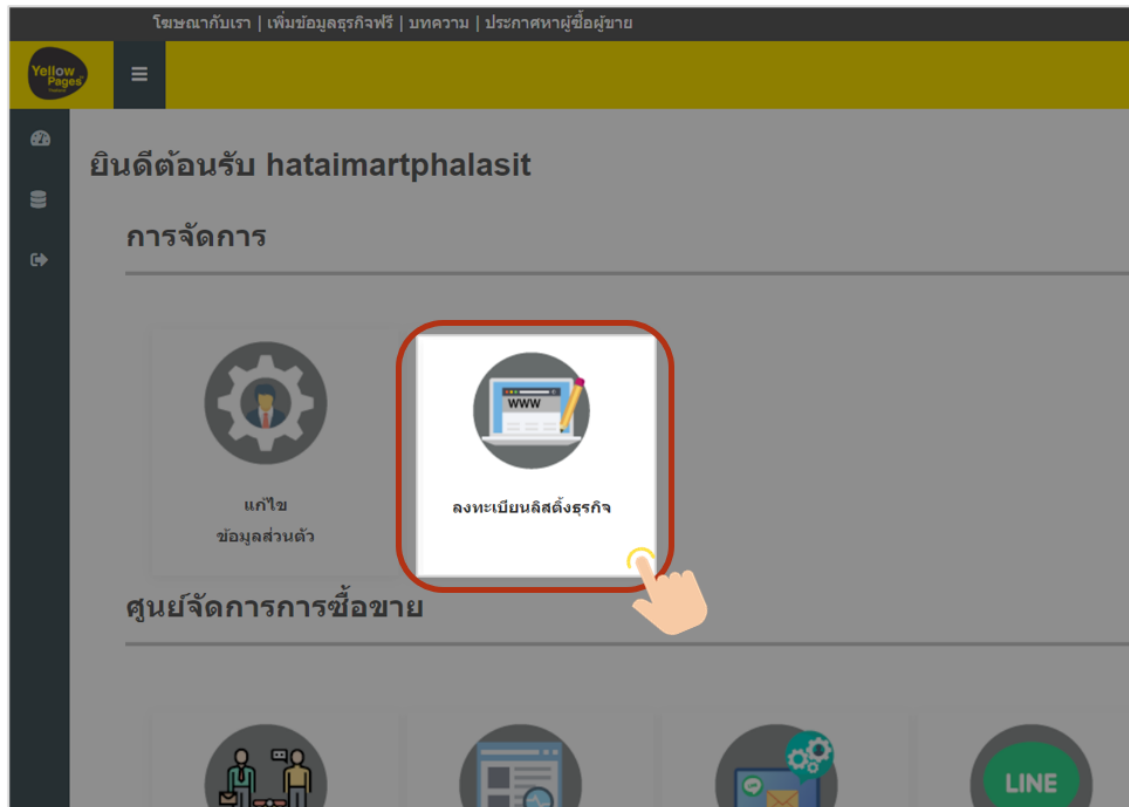 โฆษณากับเรา | เพิ่มข้อมูลธุรกิจฟรี | บทความ | ประกาศหาผู้ซื้อผู้ขาย
Yellow
Pages
ยินดีต้อนรับ hataimartphalasit
การจัดการ
WWW
แก้ไข
ข้อมูลส่วนตัว
ลงทะเบียนลิสติ้งธุรกิจ
ศูนย์จัดการการซื้อขาย
LINE